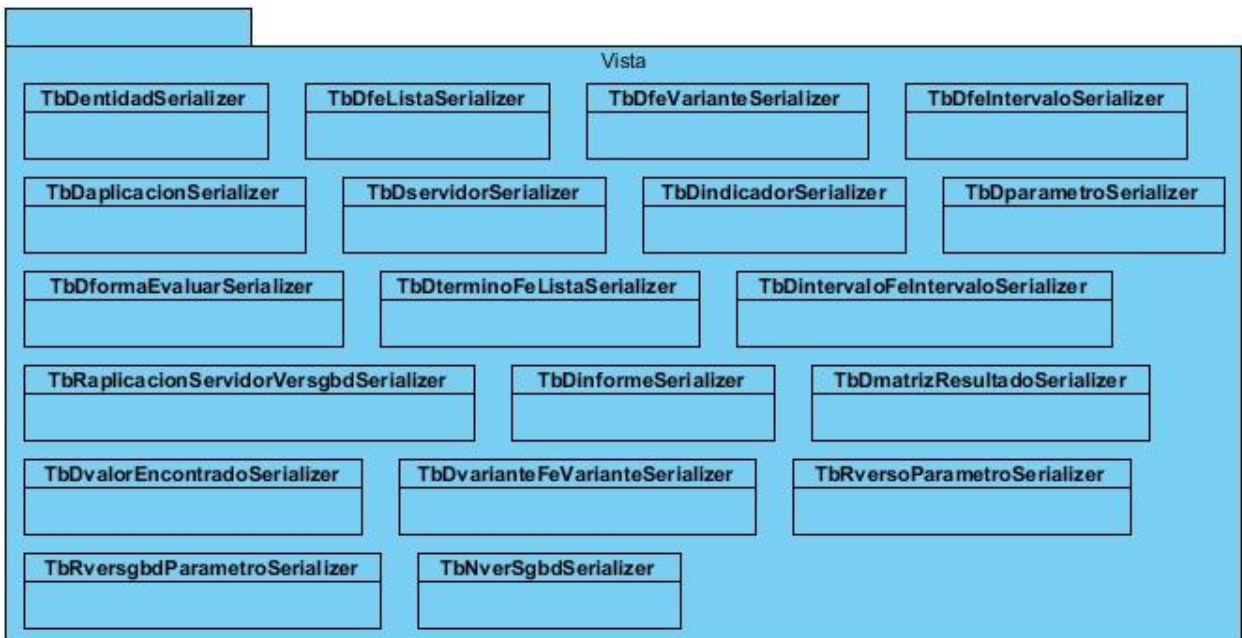 Vista
TbDentidadSerializer TbDfeListaSerializer TbDfeVarianteSerializer TbDfeIntervaloSerializer
TbDaplicacionSerializer TbDservidorSerializer TbDindicadorSerializer TbDparametroSerializer
TbDformaEvaluarSerializer TbDterminoFeListaSerializer TbDintervaloFeIntervaloSerializer
TbRaplicacionServidorVersgbdSerializer TbDinformeSerializer TbDmatrizResultadoSerializer
TbDvalorEncontradoSerializer TbDvarianteFeVarianteSerializer TbRversoParametroSerializer
TbRversgbdParametroSerializer TbNverSgbdSerializer